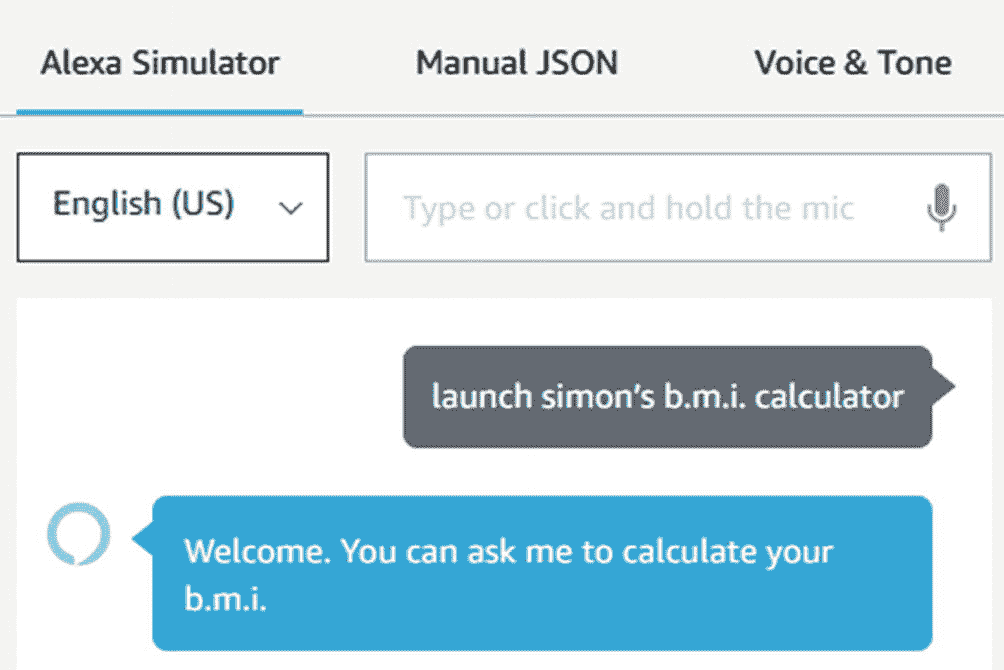 Alexa Simulator Manual JSON Voice & Tone
English (US) Type or click and hold the mic
launch simon's b.m.i. calculator
Welcome. You can ask me to calculate your
b.m.i.